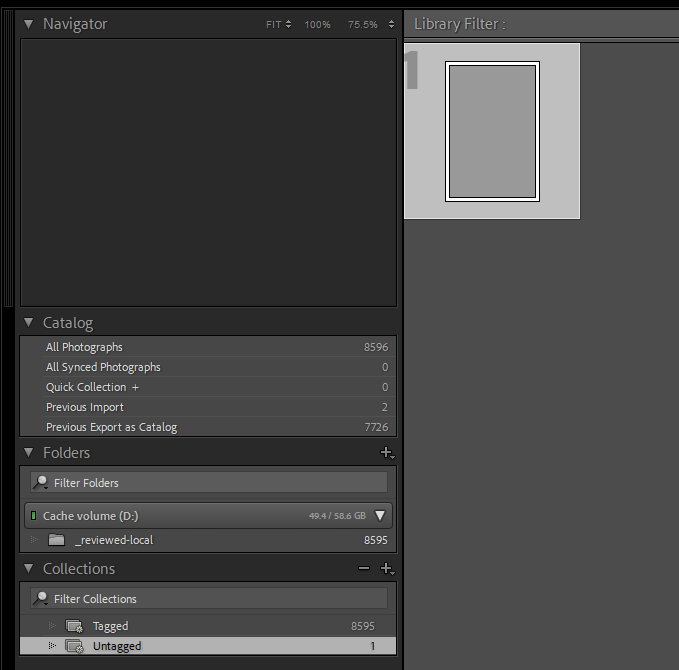 Navigator FIT 100% 75.5%
Library Filter :
1
Catalog
All Photographs 8596
All Synced Photographs 0
Quick Collection + 0
Previous Import 2
Previous Export as Catalog 7726
Folders
Filter Folders
Cache volume (D:) 49.4 / 58.6 GB
_reviewed-local 8595
Collections
Filter Collections
Tagged 8595
Untagged 1